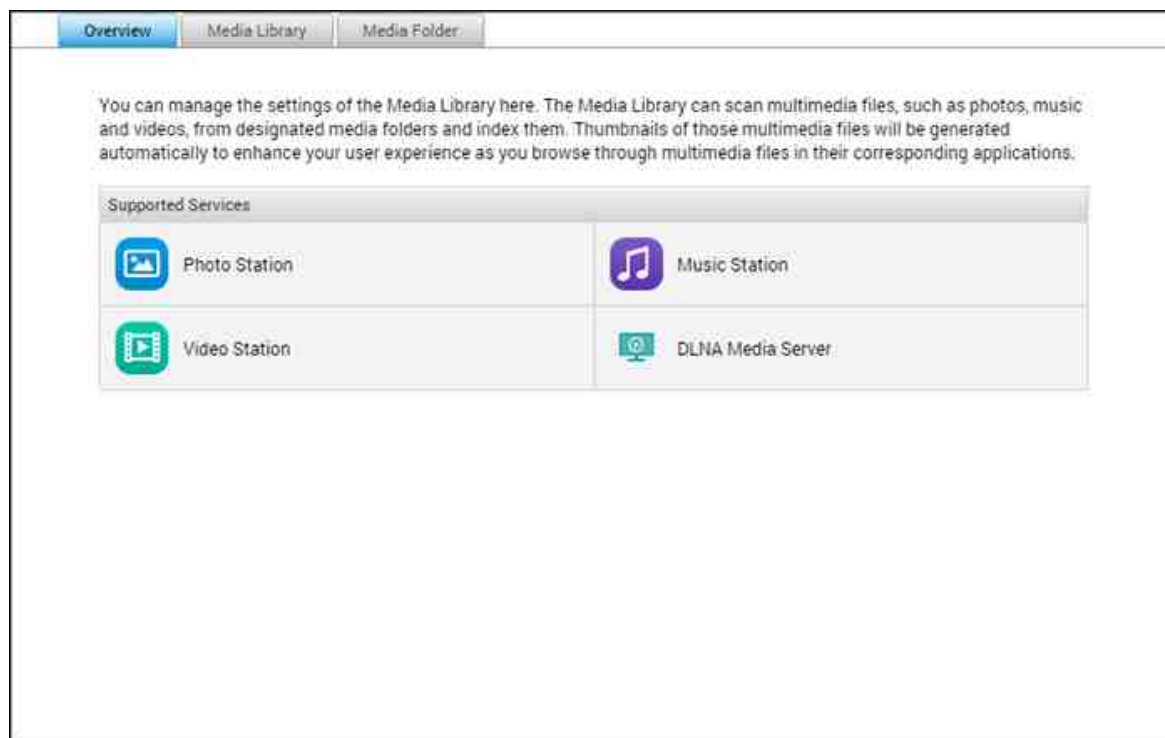 Overview Media Library Media Folder
You can manage the settings of the Media Library here. The Media Library can scan multimedia files, such as photos, music
and videos, from designated media folders and index them. Thumbnails of those multimedia files will be generated
automatically to enhance your user experience as you browse through multimedia files in their corresponding applications.
Supported Services
Photo Station Music Station
Video Station DLNA Media Server